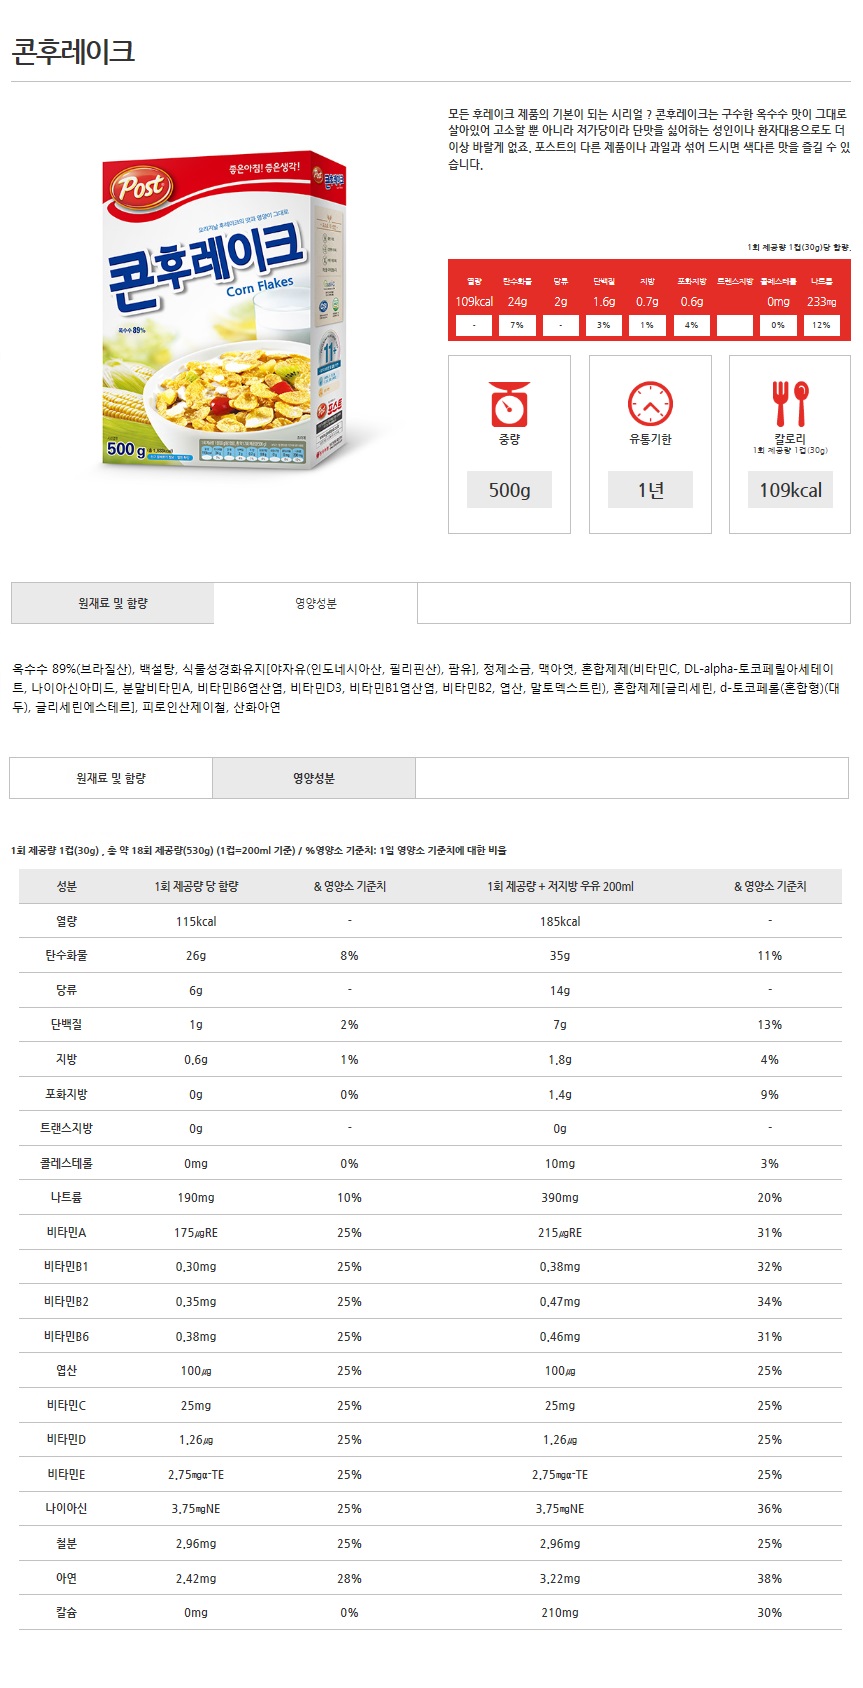 콘후레이크
모든 후레이크 제품의 기본이 되는 시리얼 ? 콘후레이크는 구수한 옥수수 맛이 그대로
살아있어 고소할 뿐 아니라 저가당이라 단맛을 싫어하는 성인이나 환자대용으로도 더
이상 바랄게 없죠. 포스트의 다른 제품이나 과일과 섞어 드시면 색다른 맛을 즐길 수 있
습니다.
Post
좋은아침! 좋은생각!
콘후레이크
오리지널 후레이크의 맛과 영양이 그대로
콘후레이크
Corn Flakes
옥수수 89%
11+
Post 포스트
500 g
1회 제공량 1컵(30g)당 함량.
열량 탄수화물 당류 단백질 지방 포화지방 트랜스지방 콜레스테롤 나트륨
109kcal 24g 2g 1.6g 0.7g 0.6g 0mg 233mg
- 7% - 3% 1% 4% 0% 12%
중량 유통기한 칼로리
1회 제공량 1컵(30g)
500g 1년 109kcal
원재료 및 함량 영양성분
옥수수 89%(브라질산), 백설탕, 식물성경화유지[야자유(인도네시아산, 필리핀산), 팜유], 정제소금, 맥아엿, 혼합제제(비타민C, DL-alpha-토코페릴아세테이
트, 나이아신아미드, 분말비타민A, 비타민B6염산염, 비타민D3, 비타민B1염산염, 비타민B2, 엽산, 말토덱스트린), 혼합제제[글리세린, d-토코페롤(혼합형)(대
두), 글리세린에스테르], 피로인산제이철, 산화아연
원재료 및 함량 영양성분
1회 제공량 1컵(30g) , 총 약 18회 제공량(530g) (1컵=200ml 기준) / %영양소 기준치: 1일 영양소 기준치에 대한 비율
성분 1회 제공량 당 함량 & 영양소 기준치 1회 제공량 + 저지방 우유 200ml & 영양소 기준치
열량 115kcal - 185kcal -
탄수화물 26g 8% 35g 11%
당류 6g - 14g -
단백질 1g 2% 7g 13%
지방 0.6g 1% 1.8g 4%
포화지방 0g 0% 1.4g 9%
트랜스지방 0g - 0g -
콜레스테롤 0mg 0% 10mg 3%
나트륨 190mg 10% 390mg 20%
비타민A 175㎍RE 25% 215㎍RE 31%
비타민B1 0.30mg 25% 0.38mg 32%
비타민B2 0.35mg 25% 0.47mg 34%
비타민B6 0.38mg 25% 0.46mg 31%
엽산 100㎍ 25% 100㎍ 25%
비타민C 25mg 25% 25mg 25%
비타민D 1.26㎍ 25% 1.26㎍ 25%
비타민E 2.75㎎α-TE 25% 2.75㎎α-TE 25%
나이아신 3.75㎎NE 25% 3.75㎎NE 36%
철분 2.96mg 25% 2.96mg 25%
아연 2.42mg 28% 3.22mg 38%
칼슘 0mg 0% 210mg 30%